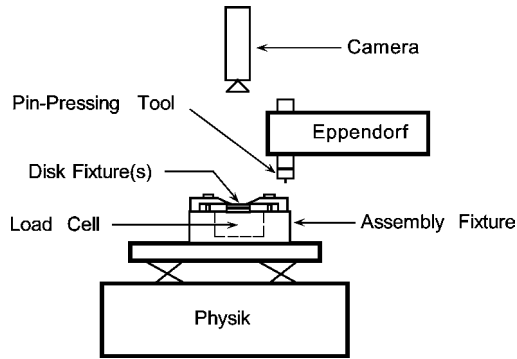 Camera
Pin-Pressing Tool
Eppendorf
Disk Fixture(s)
Load Cell
Assembly Fixture
Physik